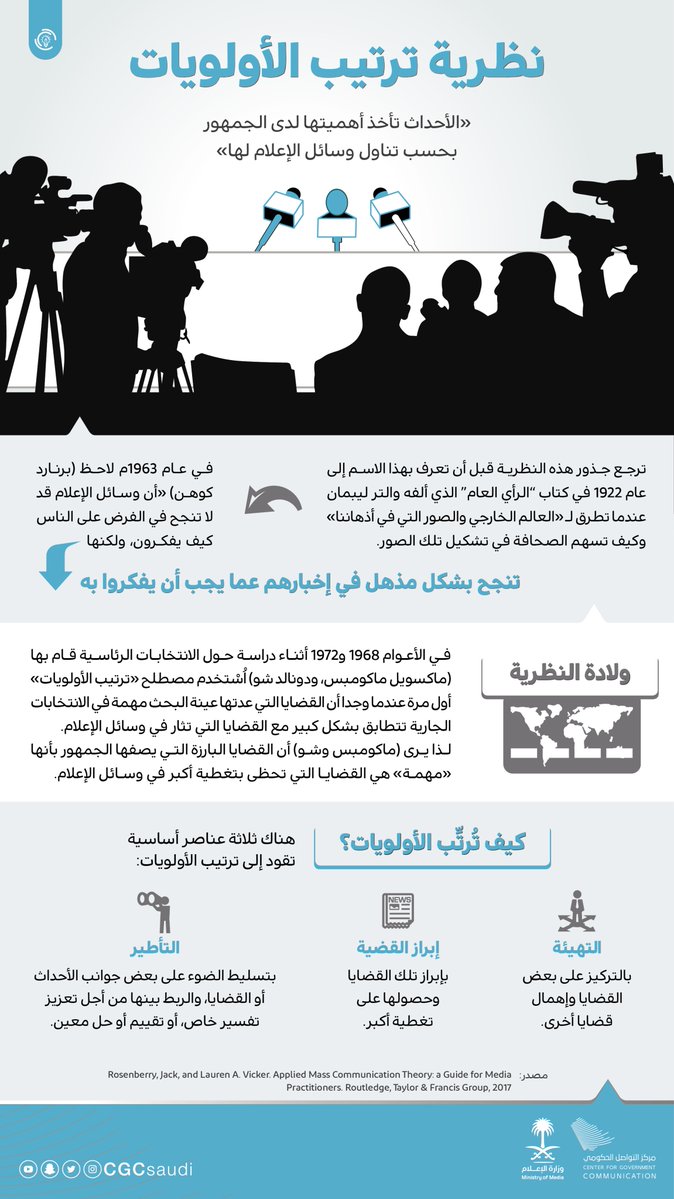 نظرية ترتيب الأولويات
«الأحداث تأخذ أهميتها لدى الجمهور
بحسب تناول وسائل الإعلام لها»
ترجع جذور هذه النظرية قبل أن تعرف بهذا الاسم إلى
عام 1922 في كتاب “الرأي العام” الذي ألفه والتر ليبمان
عندما تطرق لـ «العالم الخارجي والصور التي في أذهاننا»
وكيف تسهم الصحافة في تشكيل تلك الصور.
في عام 1963م لاحظ (برنارد
كوهن) «أن وسائل الإعلام قد
لا تنجح في الفرض على الناس
كيف يفكرون، ولكنها
تنجح بشكل مذهل في إخبارهم عما يجب أن يفكروا به
ولادة النظرية
في الأعوام 1968 و1972 أثناء دراسة حول الانتخابات الرئاسية قام بها
(ماكسويل ماكومبس، ودونالد شو) اُستخدم مصطلح «ترتيب الأولويات»
أول مرة عندما وجدا أن القضايا التي عدتها عينة البحث مهمة في الانتخابات
الجارية تتطابق بشكل كبير مع القضايا التي تثار في وسائل الإعلام.
لذا يرى (ماكومبس وشو) أن القضايا البارزة التي يصفها الجمهور بأنها
«مهمة» هي القضايا التي تحظى بتغطية أكبر في وسائل الإعلام.
كيف تُرتَّب الأولويات؟
هناك ثلاثة عناصر أساسية
تقود إلى ترتيب الأولويات:
التهيئة
بالتركيز على بعض
القضايا وإهمال
قضايا أخرى.
NEWS
إبراز القضية
بإبراز تلك القضايا
وحصولها على
تغطية أكبر.
التأطير
بتسليط الضوء على بعض جوانب الأحداث
أو القضايا، والربط بينها من أجل تعزيز
تفسير خاص، أو تقييم أو حل معين.
مصدر: Rosenberry, Jack, and Lauren A. Vicker. Applied Mass Communication Theory: a Guide for Media
Practitioners. Routledge, Taylor & Francis Group, 2017
مركز التواصل الحكومي
CENTER FOR GOVERNMENT
COMMUNICATION
وزارة الإعلام
Ministry of Media
CGCsaudi